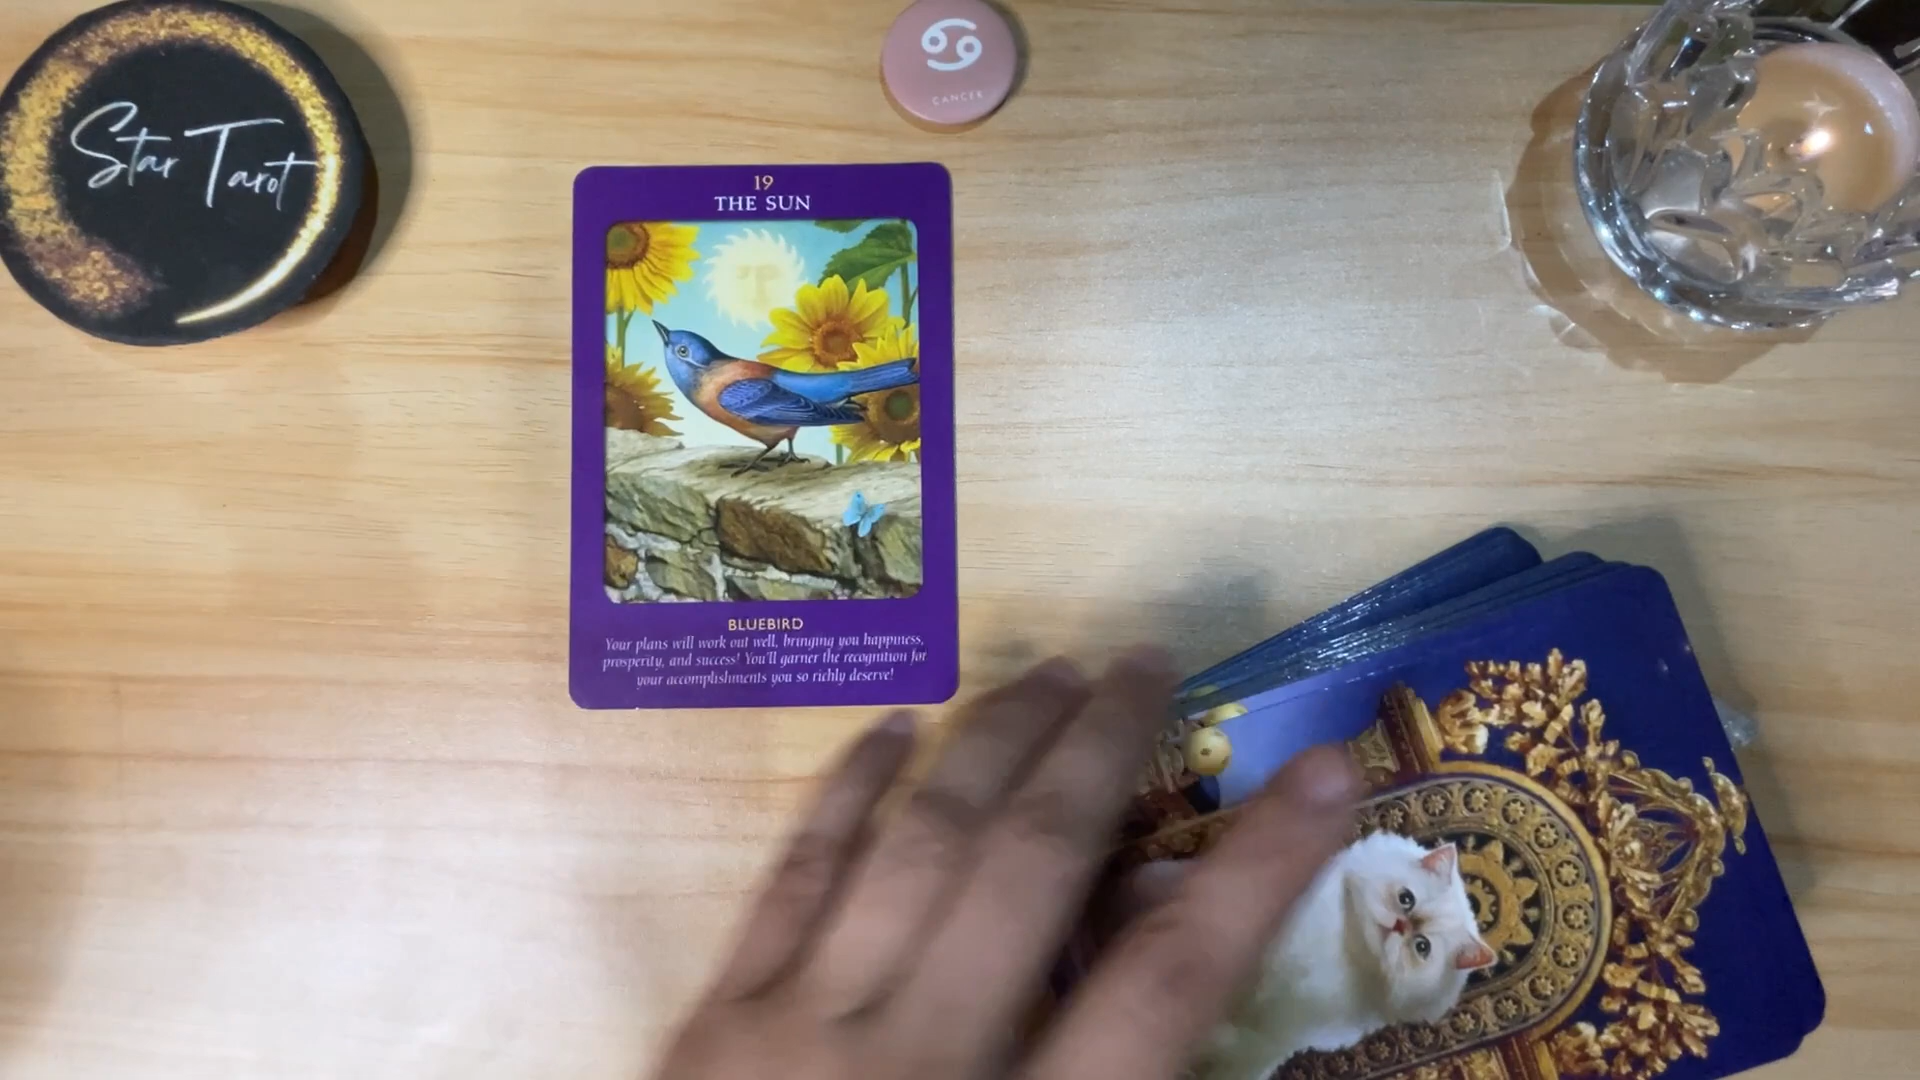 Star Tarot
CANCER
19
THE SUN
BLUEBIRD
Your plans will work out well, bringing you happiness,
prosperity, and success! You'll garner the recognition for
your accomplishments you so richly deserve!